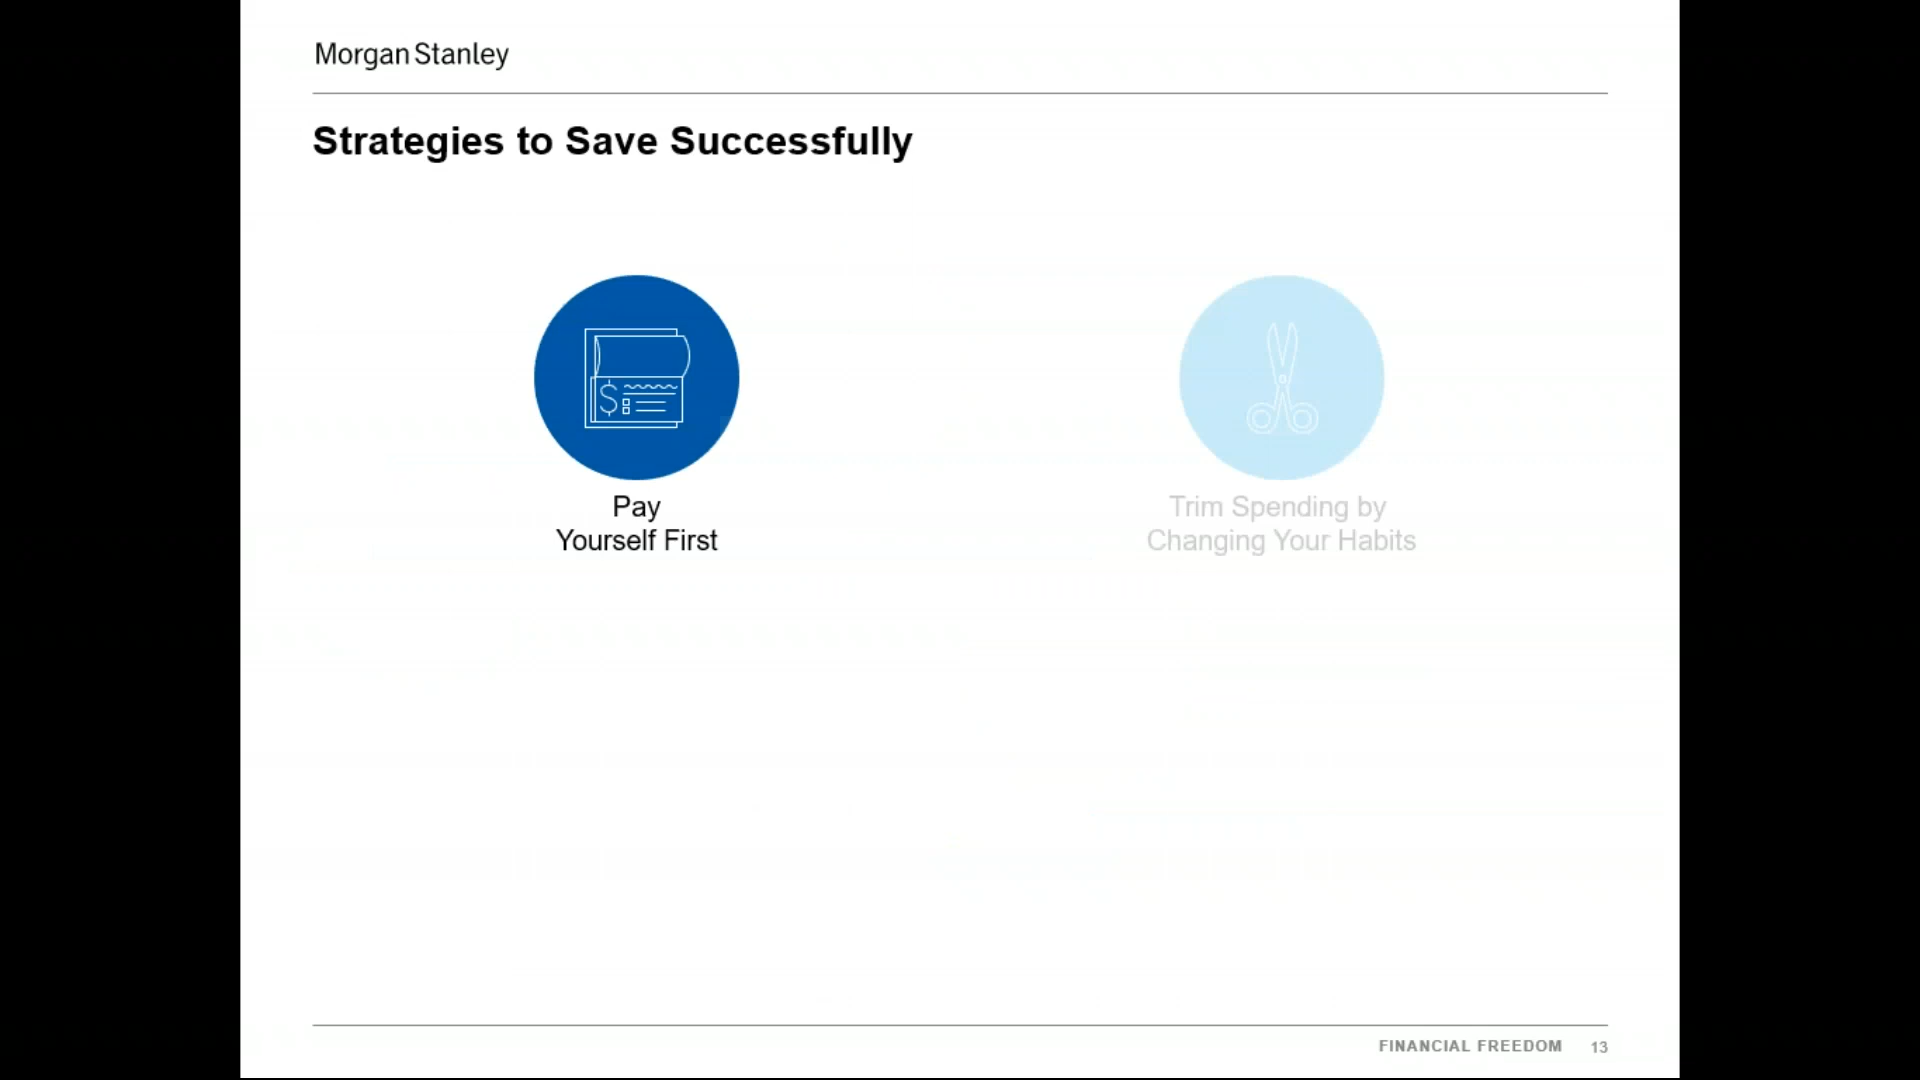 Morgan Stanley
Strategies to Save Successfully
$
Pay
Yourself First
Trim Spending by
Changing Your Habits
FINANCIAL FREEDOM 13